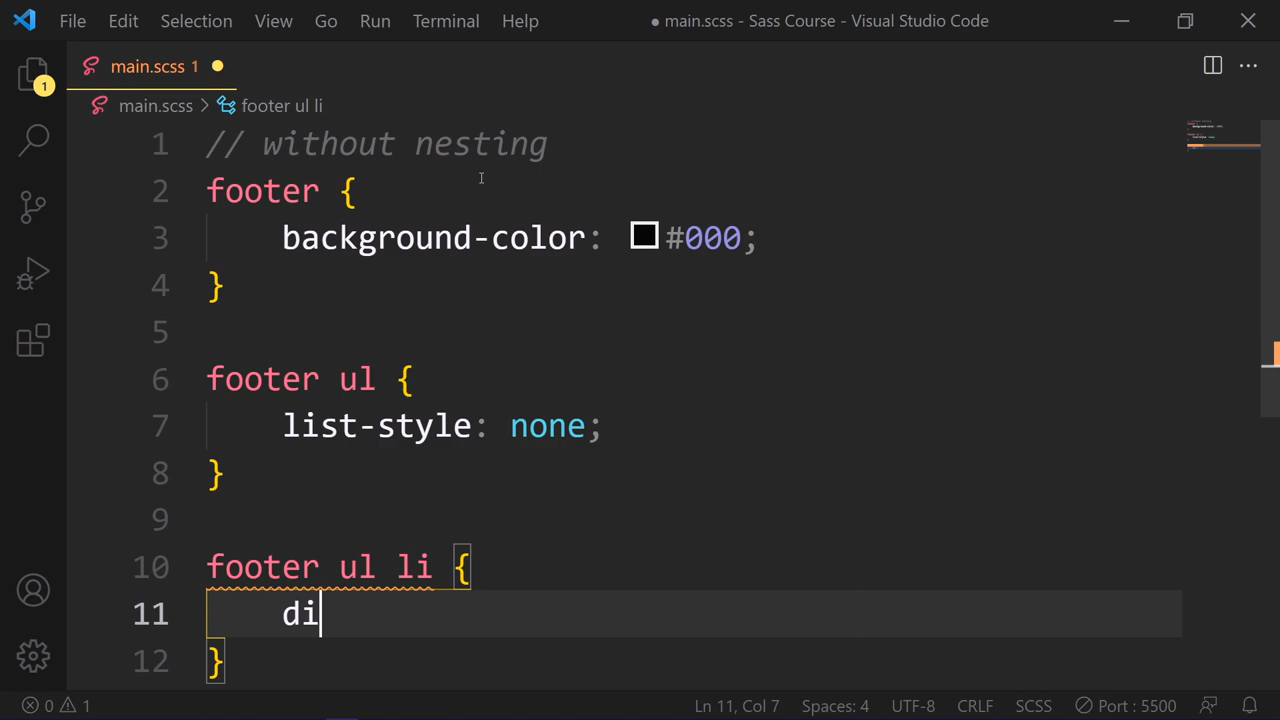 File Edit Selection View Go Run Terminal Help ● main.scss - Sass Course - Visual Studio Code
main.scss 1
main.scss > footer ul li
1 // without nesting
2 footer {
3 background-color: #000;
4 }
5
6 footer ul {
7 list-style: none;
8 }
9
10 footer ul li {
11 di
12 }
1
0 1 Ln 11, Col 7 Spaces: 4 UTF-8 CRLF SCSS Port : 5500